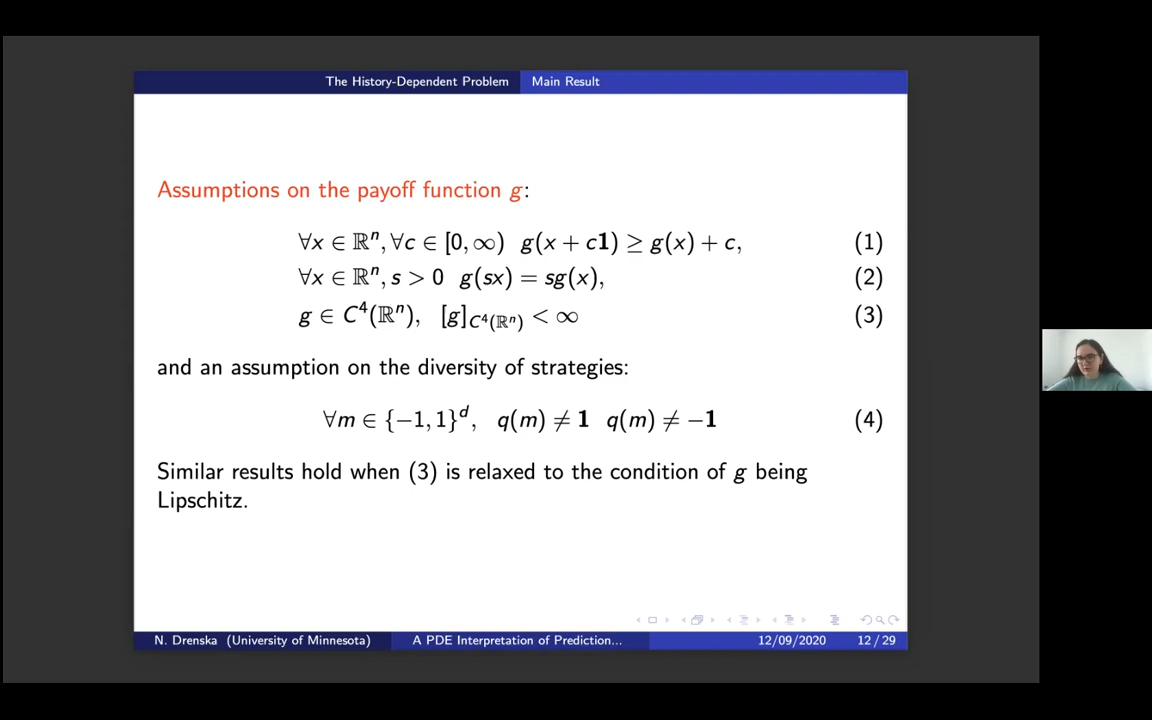 The History-Dependent Problem Main Result
Assumptions on the payoff function g:
∀x ∈ ℝⁿ, ∀c ∈ [0, ∞) g(x + c𝟏) ≥ g(x) + c, (1)
∀x ∈ ℝⁿ, s > 0 g(sx) = sg(x), (2)
g ∈ C⁴(ℝⁿ), [g]_{C⁴(ℝⁿ)} < ∞ (3)
and an assumption on the diversity of strategies:
∀m ∈ {−1, 1}ᵈ, q(m) ≠ 𝟏 q(m) ≠ −𝟏 (4)
Similar results hold when (3) is relaxed to the condition of g being
Lipschitz.
N. Drenska (University of Minnesota) A PDE Interpretation of Prediction... 12/09/2020 12 / 29